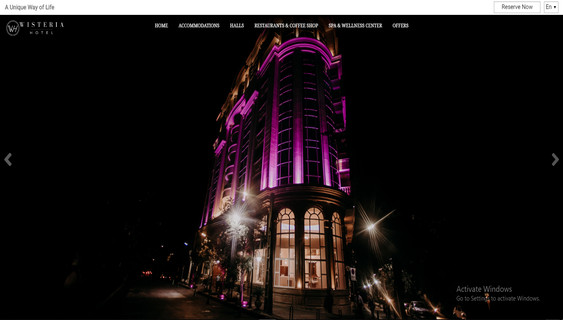 A Unique Way of Life
Reserve Now
En
WISTERIA
HOTEL
HOME
ACCOMMODATIONS
HALLS
RESTAURANTS & COFFEE SHOP
SPA & WELLNESS CENTER
OFFERS
Activate Windows
Go to Settings to activate Windows.